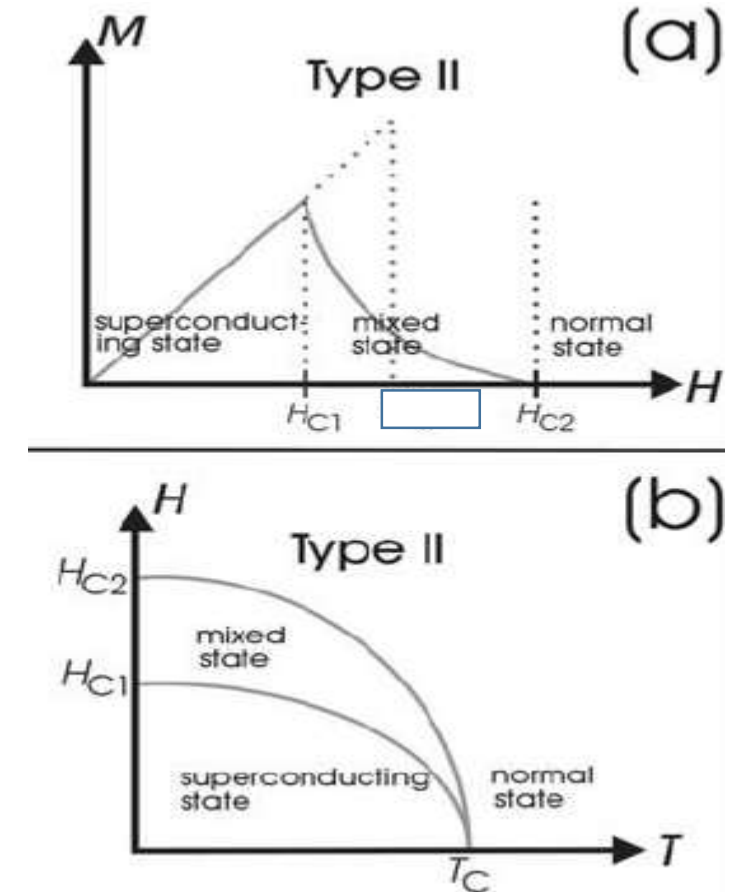 M
(a)
Type II
superconduct-
ing state
mixed
state
normal
state
H
HC1
HC2
H
(b)
Type II
HC2
mixed
state
HC1
superconducting
state
normal
state
T
TC